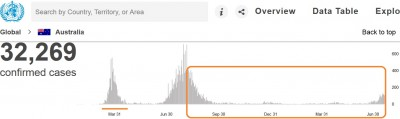 Search by Country, Territory, or Area
Overview
Data Table
Explo
Global
Australia
Back to top
32,269
confirmed cases
600
400
200
0
Mar 31
Jun 30
Sep 30
Dec 31
Mar 31
Jun 30